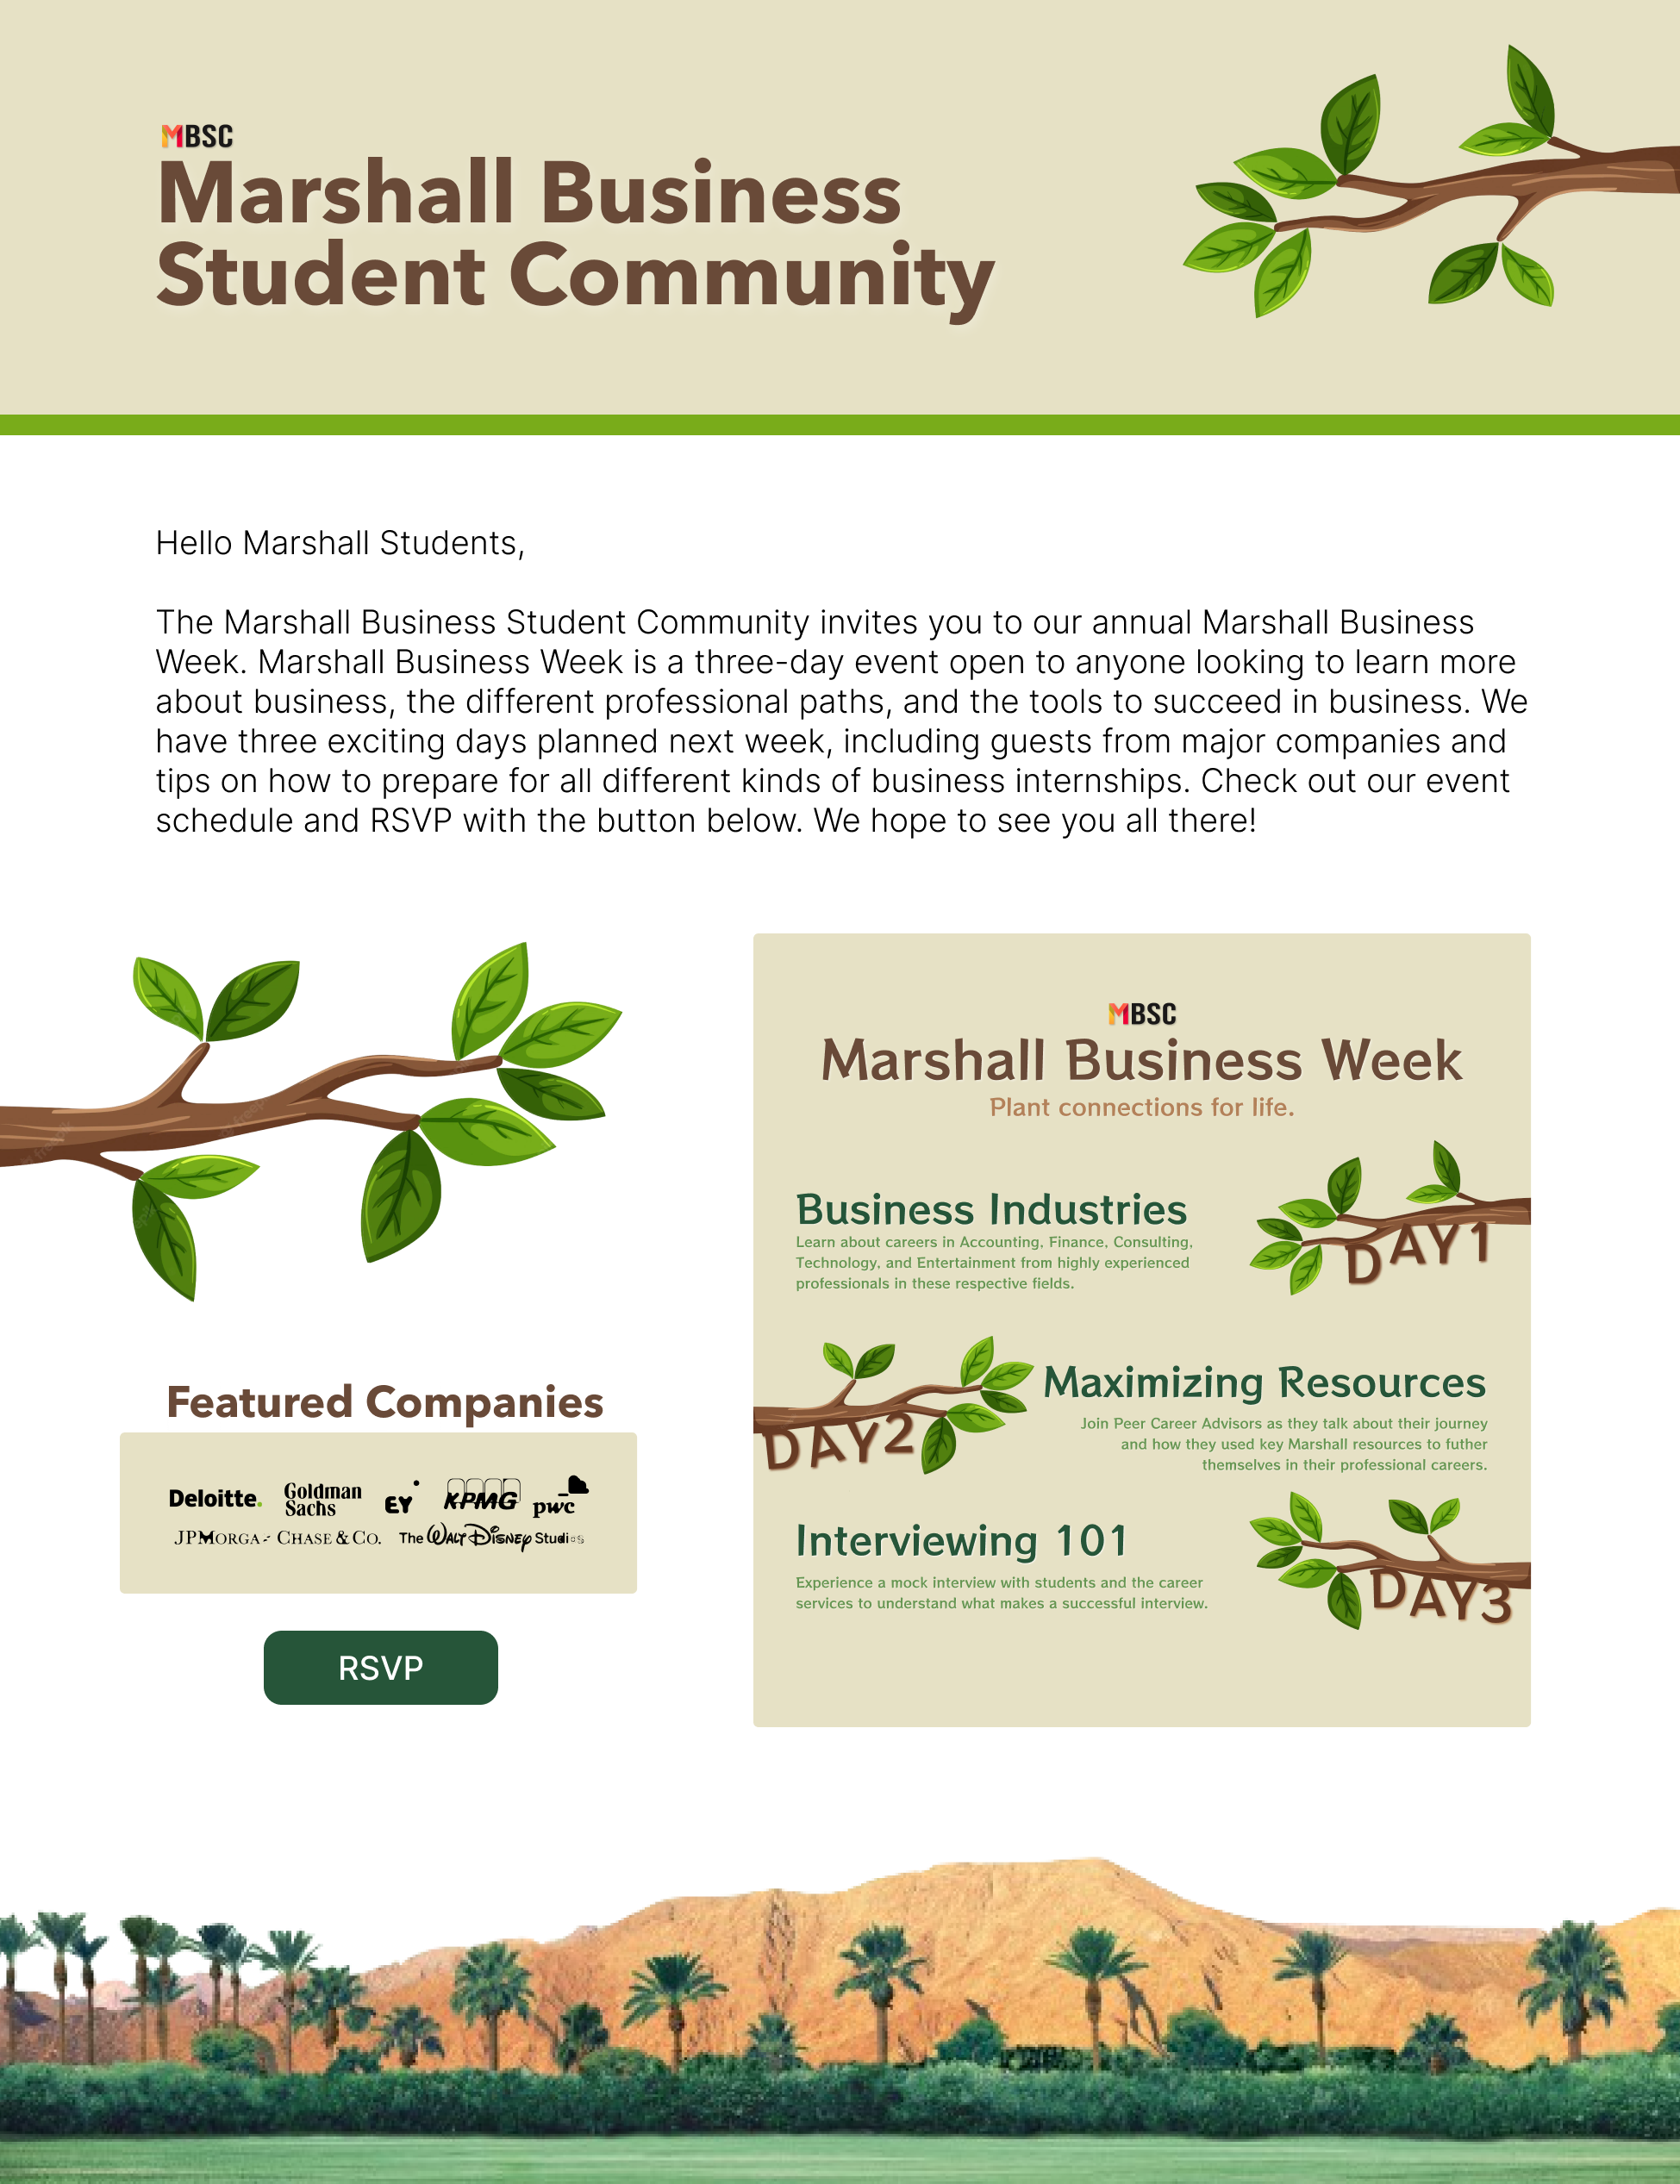 MBSC
Marshall Business
Student Community
Hello Marshall Students,
The Marshall Business Student Community invites you to our annual Marshall Business
Week. Marshall Business Week is a three-day event open to anyone looking to learn more
about business, the different professional paths, and the tools to succeed in business. We
have three exciting days planned next week, including guests from major companies and
tips on how to prepare for all different kinds of business internships. Check out our event
schedule and RSVP with the button below. We hope to see you all there!
Featured Companies
Deloitte.
Goldman
Sachs
EY
KPMG
pwc
JPMORGA- CHASE & CO.
The WALT DISNEY Studios
RSVP
MBSC
Marshall Business Week
Plant connections for life.
Business Industries
Learn about careers in Accounting, Finance, Consulting,
Technology, and Entertainment from highly experienced
professionals in these respective fields.
DAY1
DAY2
Maximizing Resources
Join Peer Career Advisors as they talk about their journey
and how they used key Marshall resources to futher
themselves in their professional careers.
Interviewing 101
Experience a mock interview with students and the career
services to understand what makes a successful interview.
DAY3